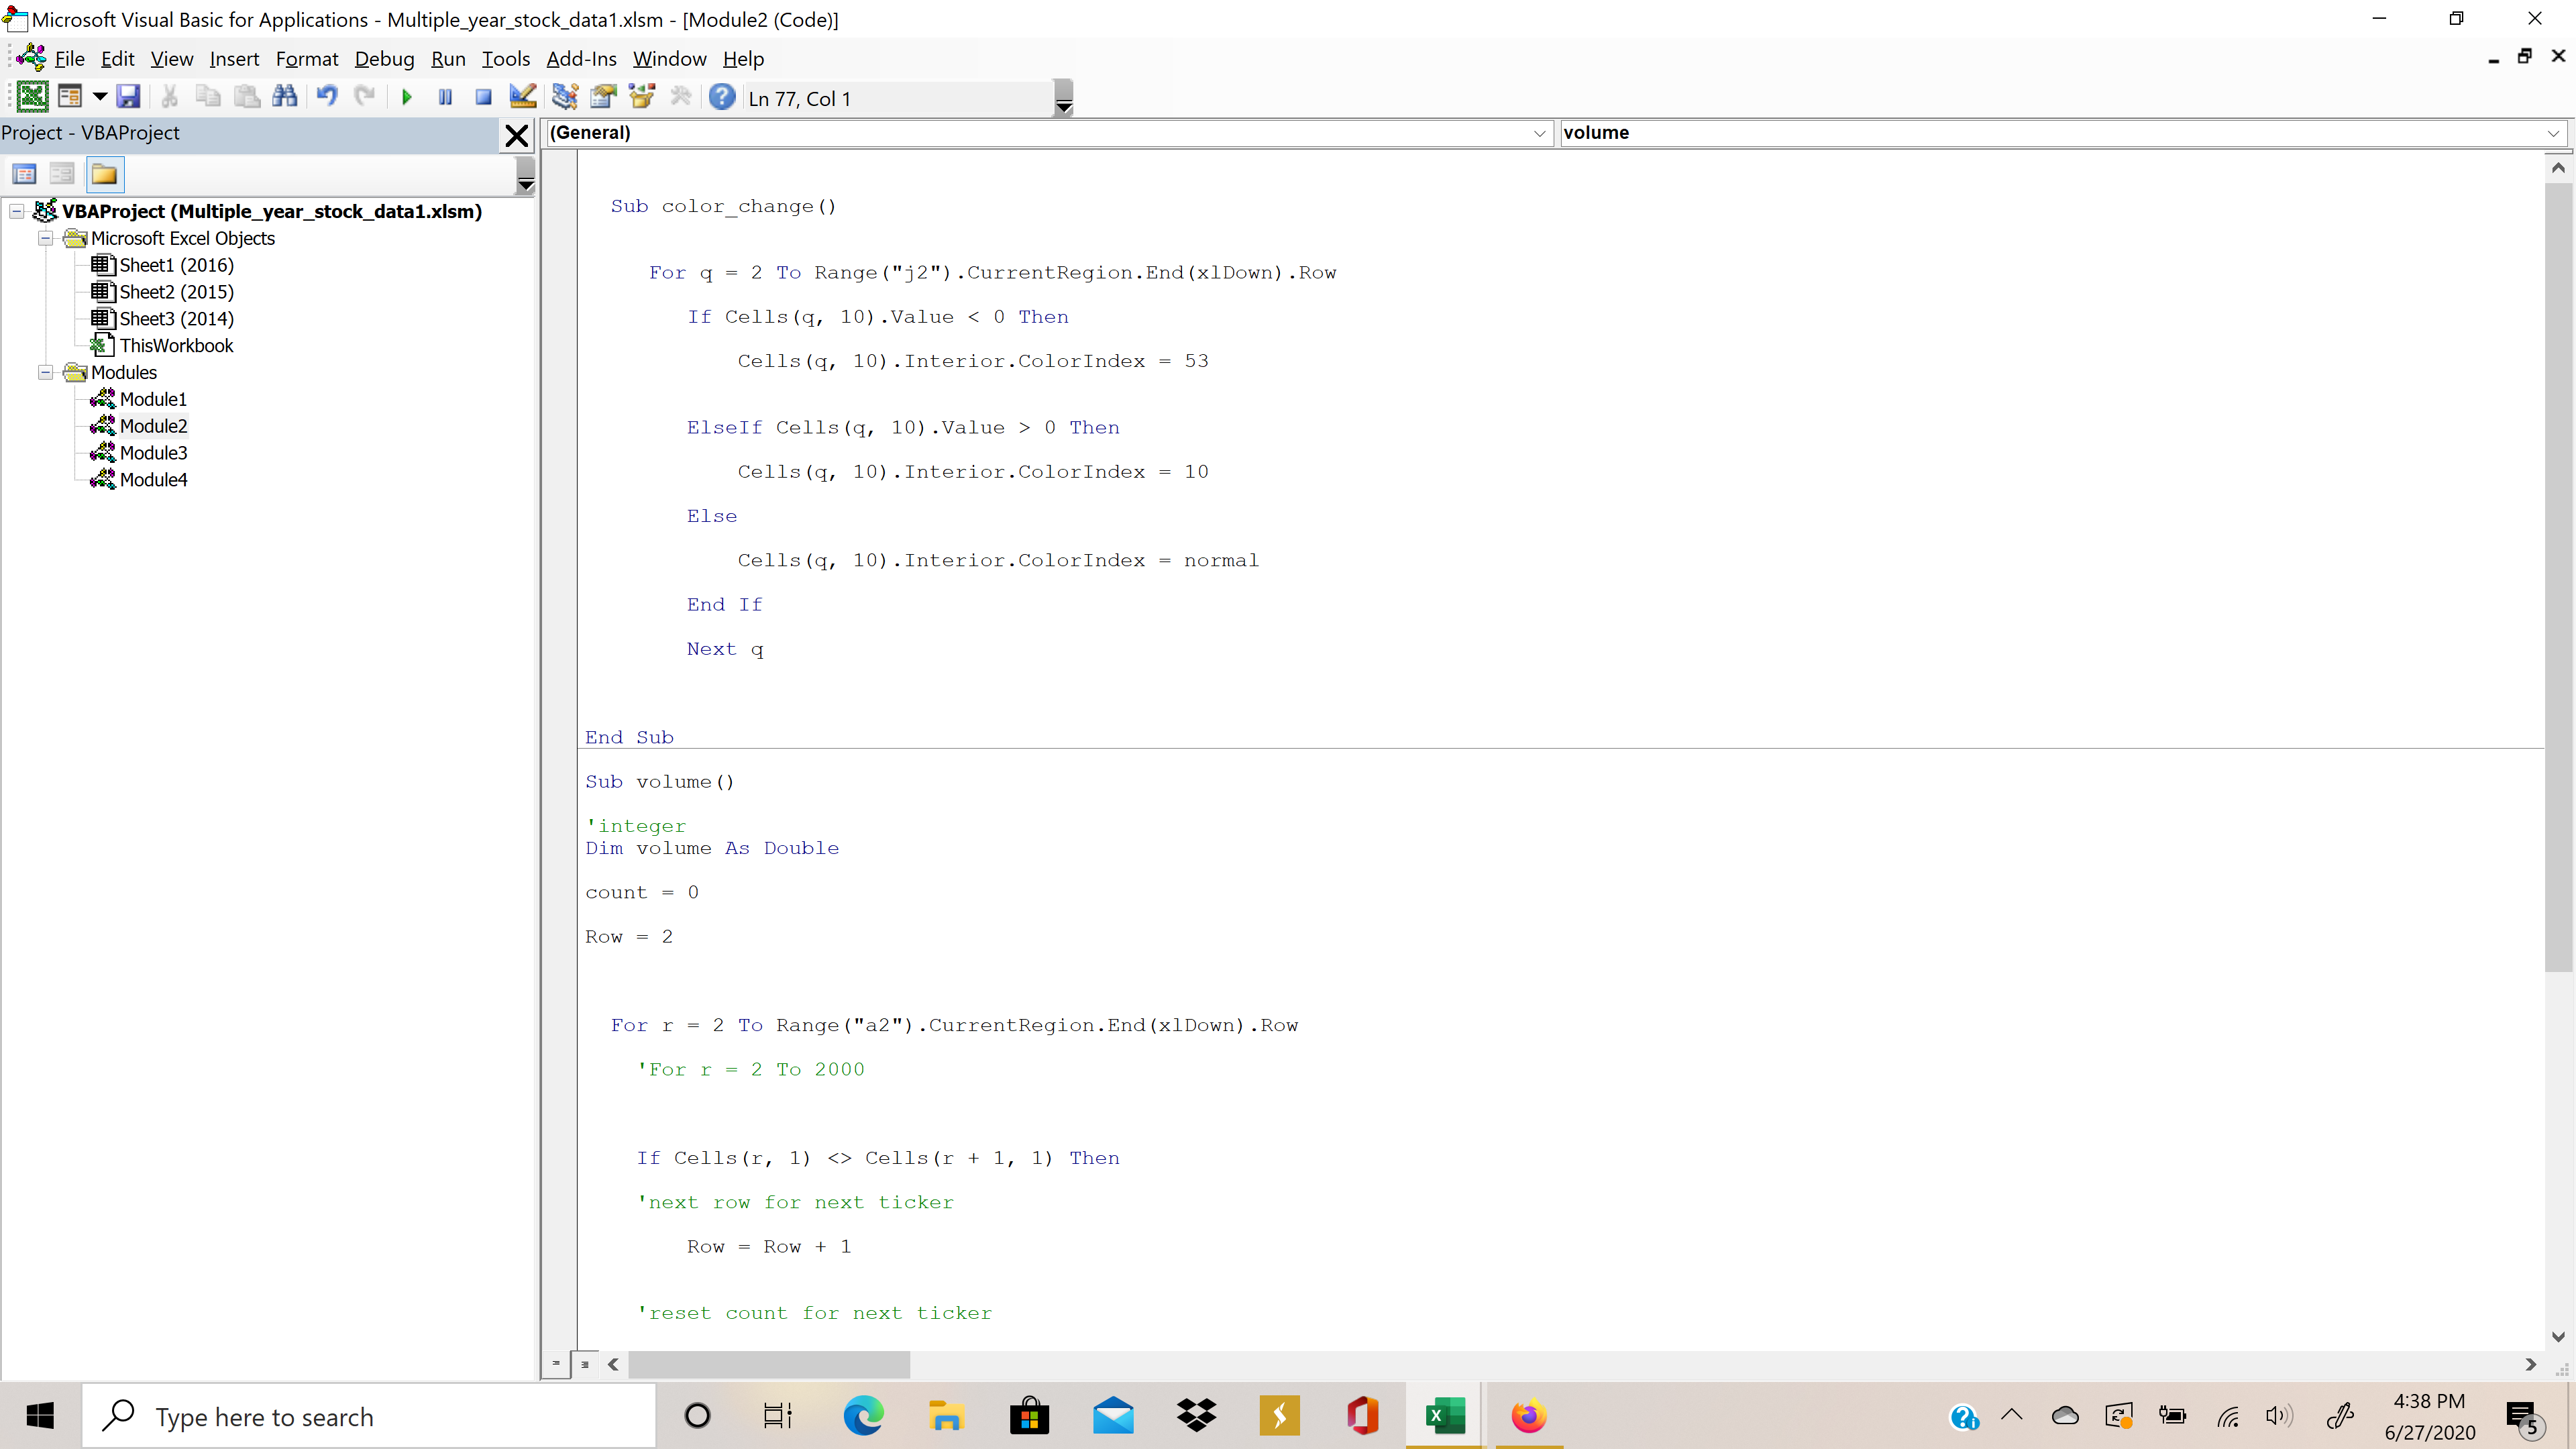 Microsoft Visual Basic for Applications - Multiple_year_stock_data1.xlsm - [Module2 (Code)]
File Edit View Insert Format Debug Run Tools Add-Ins Window Help
Ln 77, Col 1
Project - VBAProject
(General)
volume
VBAProject (Multiple_year_stock_data1.xlsm)
Microsoft Excel Objects
Sheet1 (2016)
Sheet2 (2015)
Sheet3 (2014)
ThisWorkbook
Modules
Module1
Module2
Module3
Module4
Sub color_change()
For q = 2 To Range("j2").CurrentRegion.End(xlDown).Row
If Cells(q, 10).Value < 0 Then
Cells(q, 10).Interior.ColorIndex = 53
ElseIf Cells(q, 10).Value > 0 Then
Cells(q, 10).Interior.ColorIndex = 10
Else
Cells(q, 10).Interior.ColorIndex = normal
End If
Next q
End Sub
Sub volume()
'integer
Dim volume As Double
count = 0
Row = 2
For r = 2 To Range("a2").CurrentRegion.End(xlDown).Row
'For r = 2 To 2000
If Cells(r, 1) <> Cells(r + 1, 1) Then
'next row for next ticker
Row = Row + 1
'reset count for next ticker
Type here to search
4:38 PM
6/27/2020
5